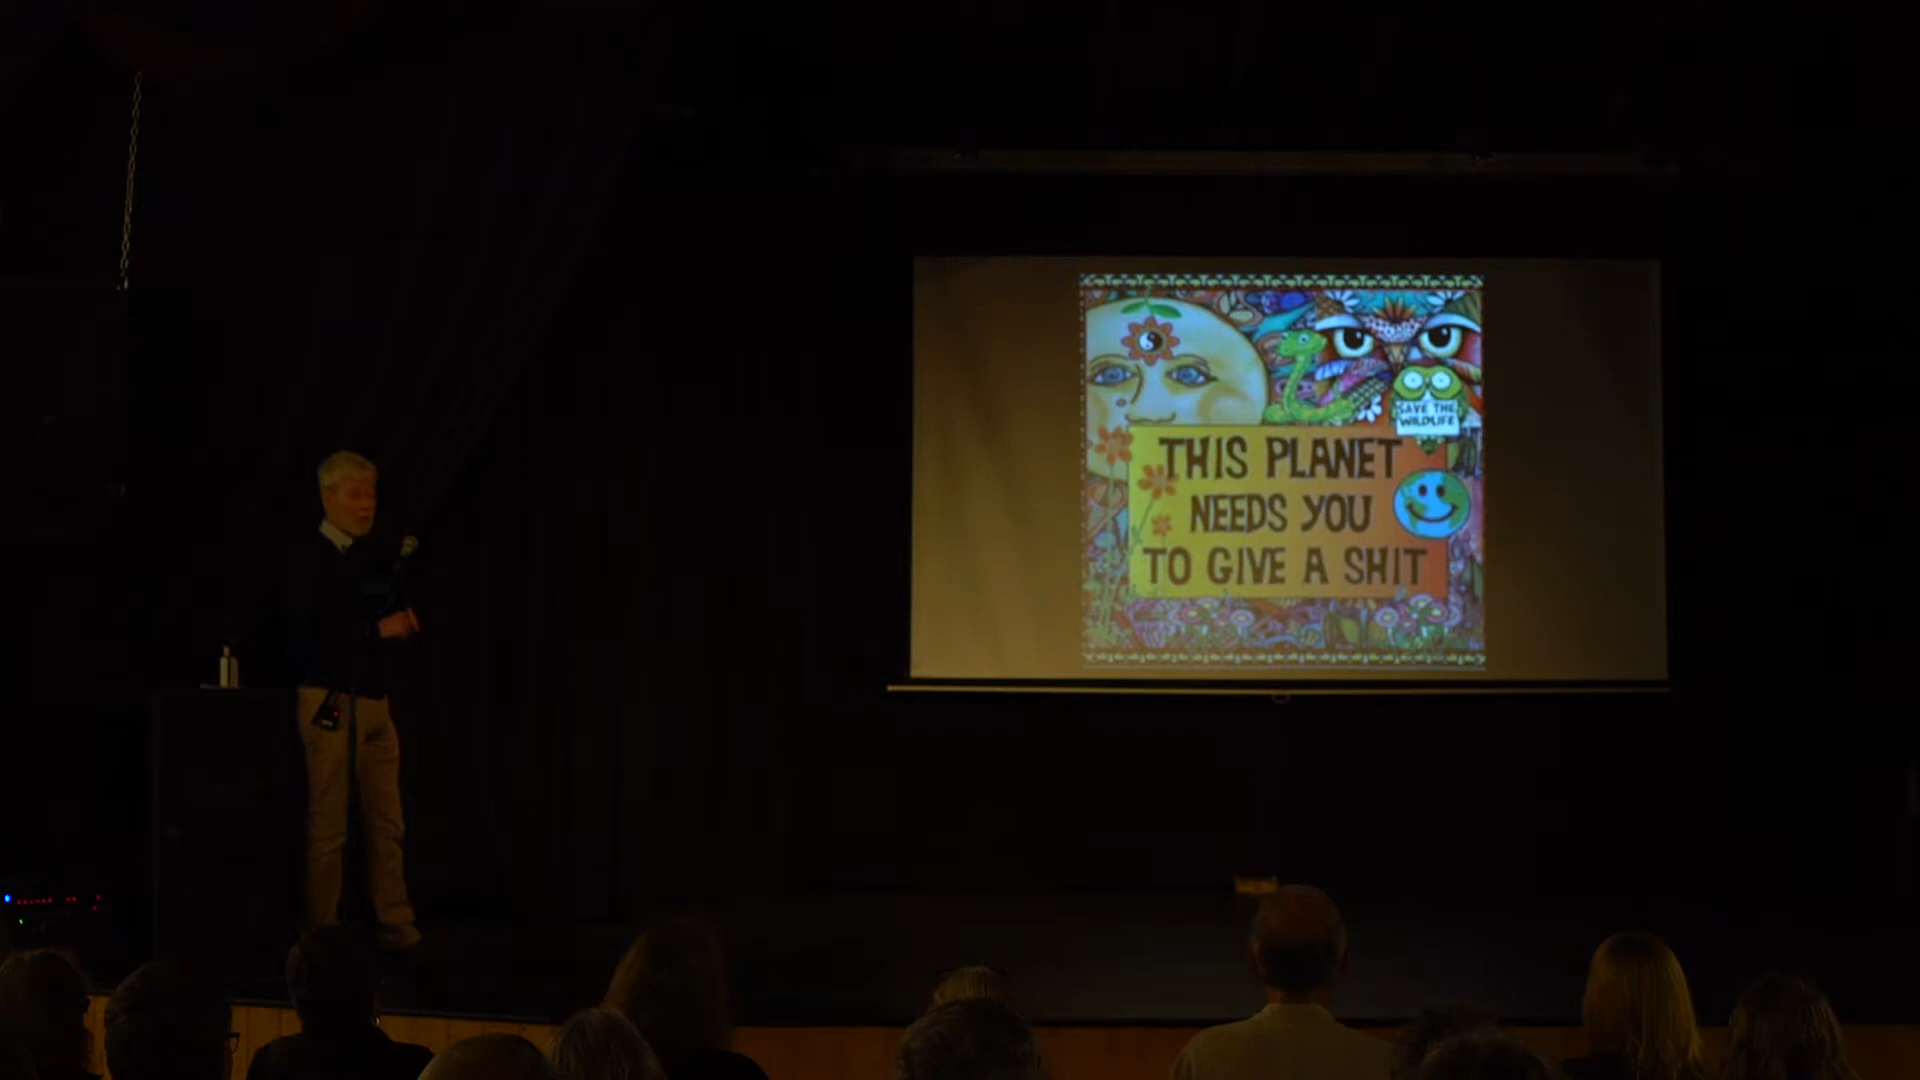 SAVE THE
WILDLIFE
THIS PLANET
NEEDS YOU
TO GIVE A SHIT